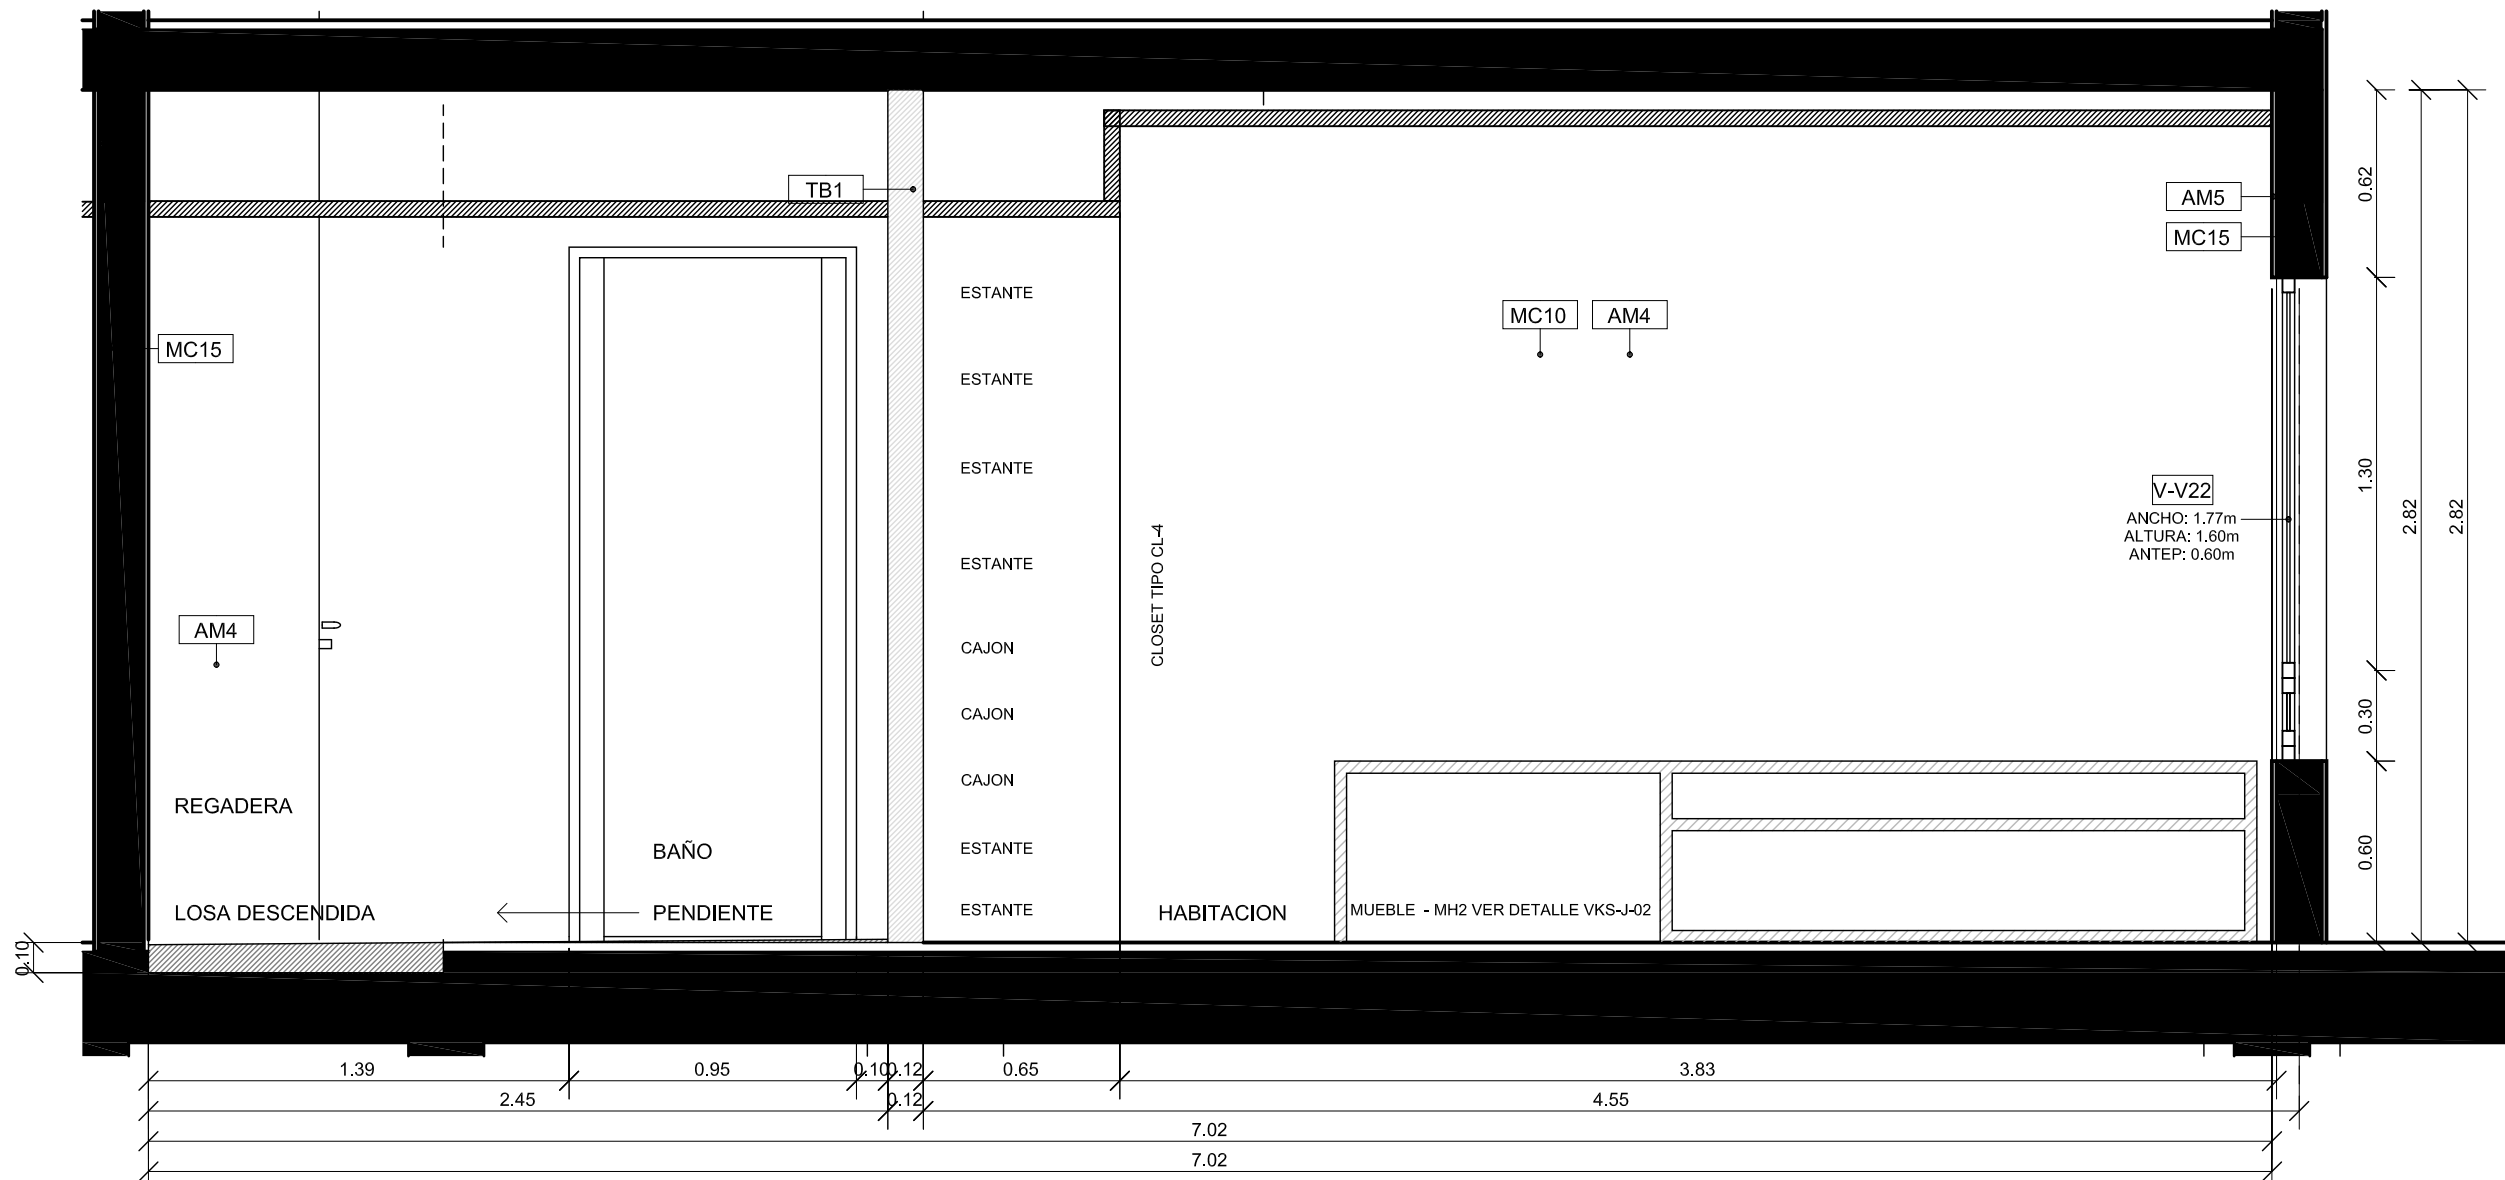 TB1
AM5
MC15
0.62
ESTANTE
MC10
AM4
MC15
ESTANTE
ESTANTE
1.30
V-V22
ANCHO: 1.77m
ALTURA: 1.60m
ANTEP: 0.60m
2.82
2.82
ESTANTE
CLOSET TIPO CL-4
AM4
CAJON
CAJON
0.30
CAJON
REGADERA
BAÑO
ESTANTE
0.60
LOSA DESCENDIDA
PENDIENTE
ESTANTE
HABITACION
MUEBLE - MH2 VER DETALLE VKS-J-02
0.10
1.39
0.95
0.10
0.12
0.65
3.83
2.45
0.12
4.55
7.02
7.02